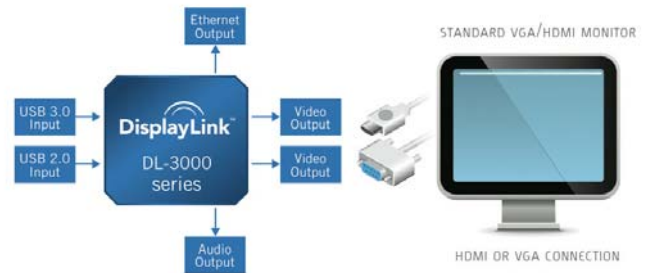 Ethernet
Output
STANDARD VGA/HDMI MONITOR
USB 3.0
Input
DisplayLink™
Video
Output
USB 2.0
Input
DL-3000
series
Video
Output
Audio
Output
HDMI OR VGA CONNECTION